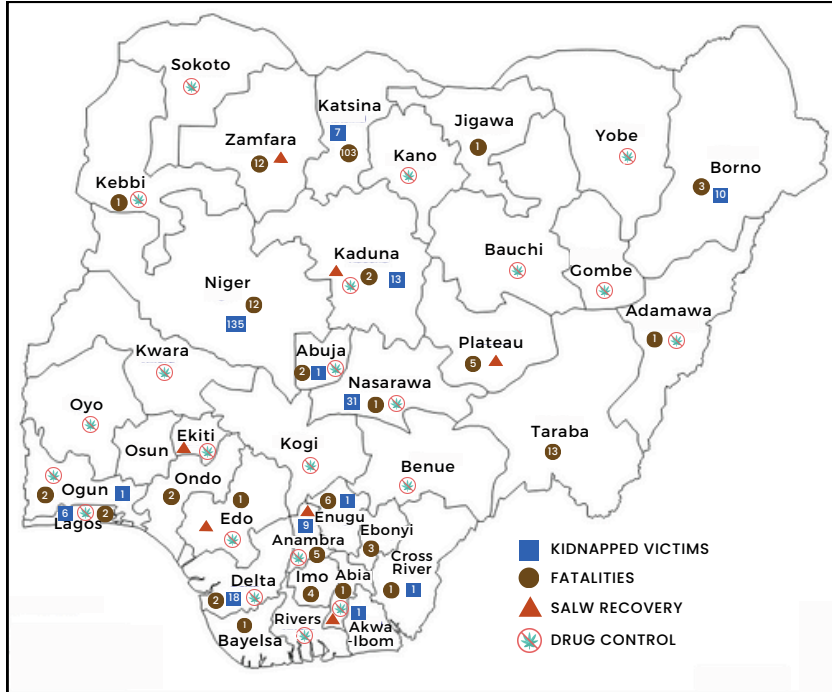 Sokoto
Katsina
7
103
Zamfara
12
Jigawa
1
Kano
Yobe
Borno
3
10
Kebbi
1
Kaduna
2
13
Bauchi
Gombe
Niger
12
135
Adamawa
1
Kwara
Abuja
2
1
Plateau
5
Nasarawa
31
1
Oyo
Taraba
13
Osun
Ekiti
Kogi
Benue
Ogun
2
1
Ondo
2
1
Edo
6
1
Enugu
6
2
Lagos
9
Anambra
5
Ebonyi
3
Cross
River
1
1
Imo
4
Abia
1
Delta
2
18
Bayelsa
1
Rivers
1
Akwa
-Ibom
KIDNAPPED VICTIMS
FATALITIES
SALW RECOVERY
DRUG CONTROL